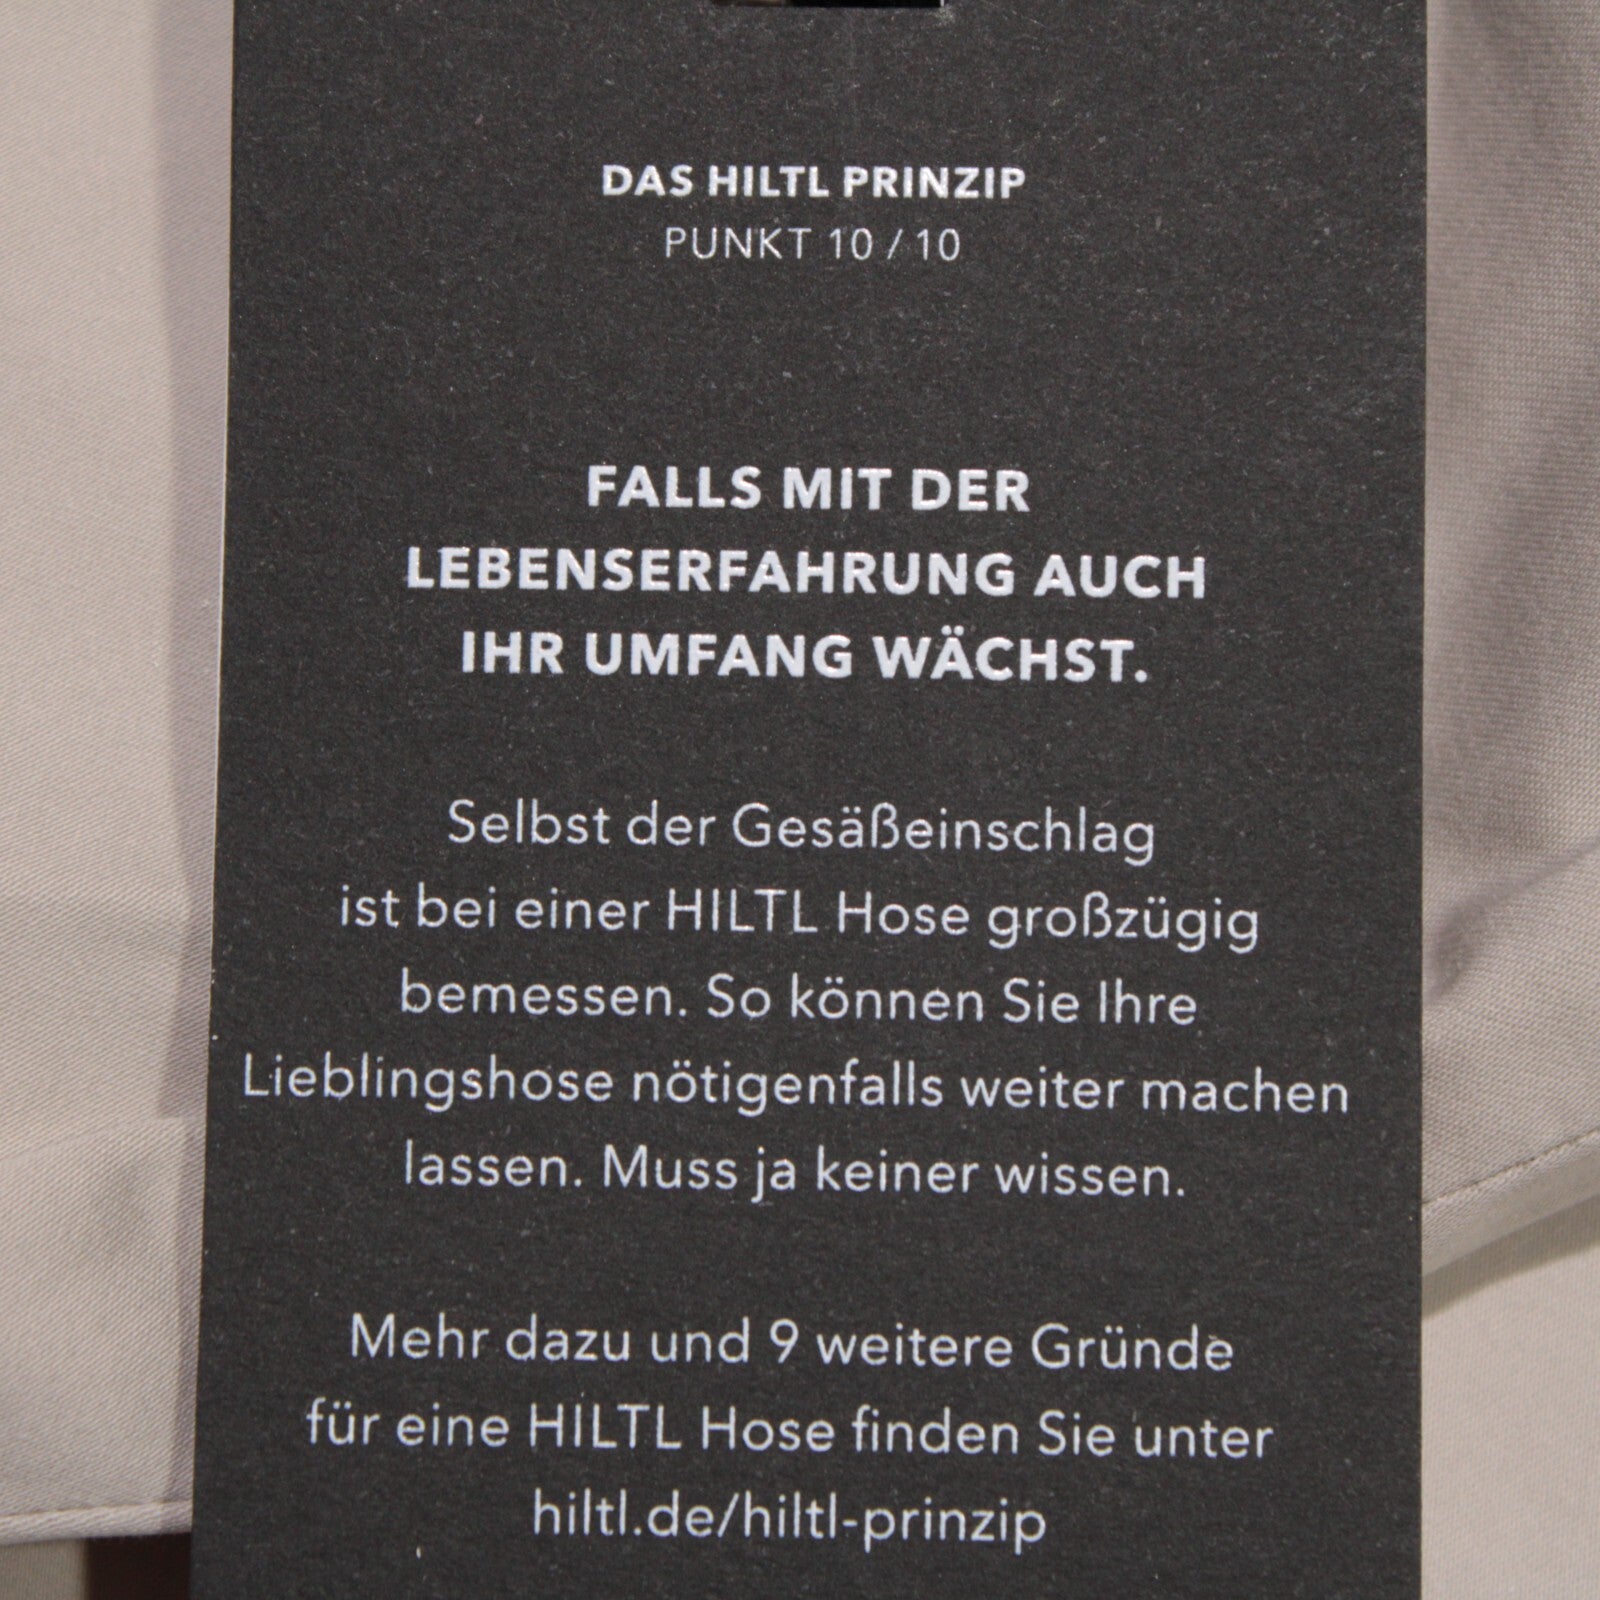 DAS HILTL PRINZIP
PUNKT 10 / 10
FALLS MIT DER
LEBENSERFAHRUNG AUCH
IHR UMFANG WÄCHST.
Selbst der Gesäßeinschlag
ist bei einer HILTL Hose großzügig
bemessen. So können Sie Ihre
Lieblingshose nötigenfalls weiter machen
lassen. Muss ja keiner wissen.
Mehr dazu und 9 weitere Gründe
für eine HILTL Hose finden Sie unter
hiltl.de/hiltl-prinzip